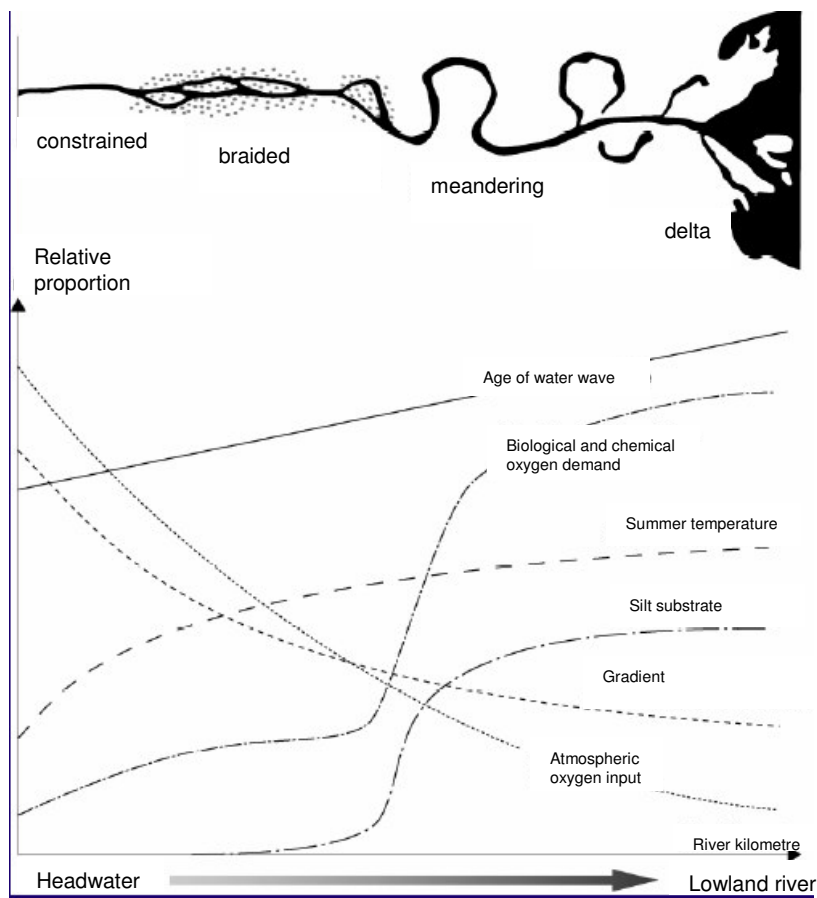 constrained
braided
meandering
delta
Relative
proportion
Age of water wave
Biological and chemical
oxygen demand
Summer temperature
Silt substrate
Gradient
Atmospheric
oxygen input
River kilometre
Headwater
Lowland river